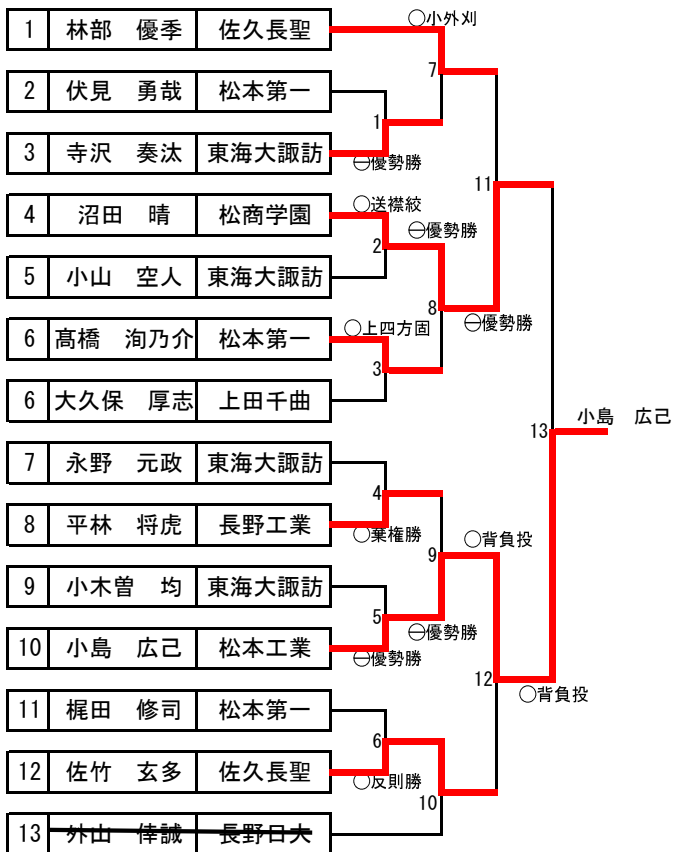 ○小外刈
1 林部 優季 佐久長聖
7
2 伏見 勇哉 松本第一
1
3 寺沢 奏汰 東海大諏訪
㊀優勢勝
11
4 沼田 晴 松商学園
○送襟絞
㊀優勢勝
2
5 小山 空人 東海大諏訪
8
㊀優勢勝
6 髙橋 洵乃介 松本第一
○上四方固
3
6 大久保 厚志 上田千曲
小島 広己
13
7 永野 元政 東海大諏訪
4
8 平林 将虎 長野工業
○棄権勝
○背負投
9
9 小木曽 均 東海大諏訪
5
㊀優勢勝
10 小島 広己 松本工業
㊀優勢勝
12
○背負投
11 梶田 修司 松本第一
6
12 佐竹 玄多 佐久長聖
○反則勝
10
13 外山 倖誠 長野日大